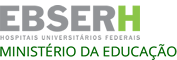 EBSERH
HOSPITAIS UNIVERSITÁRIOS FEDERAIS
MINISTÉRIO DA EDUCAÇÃO